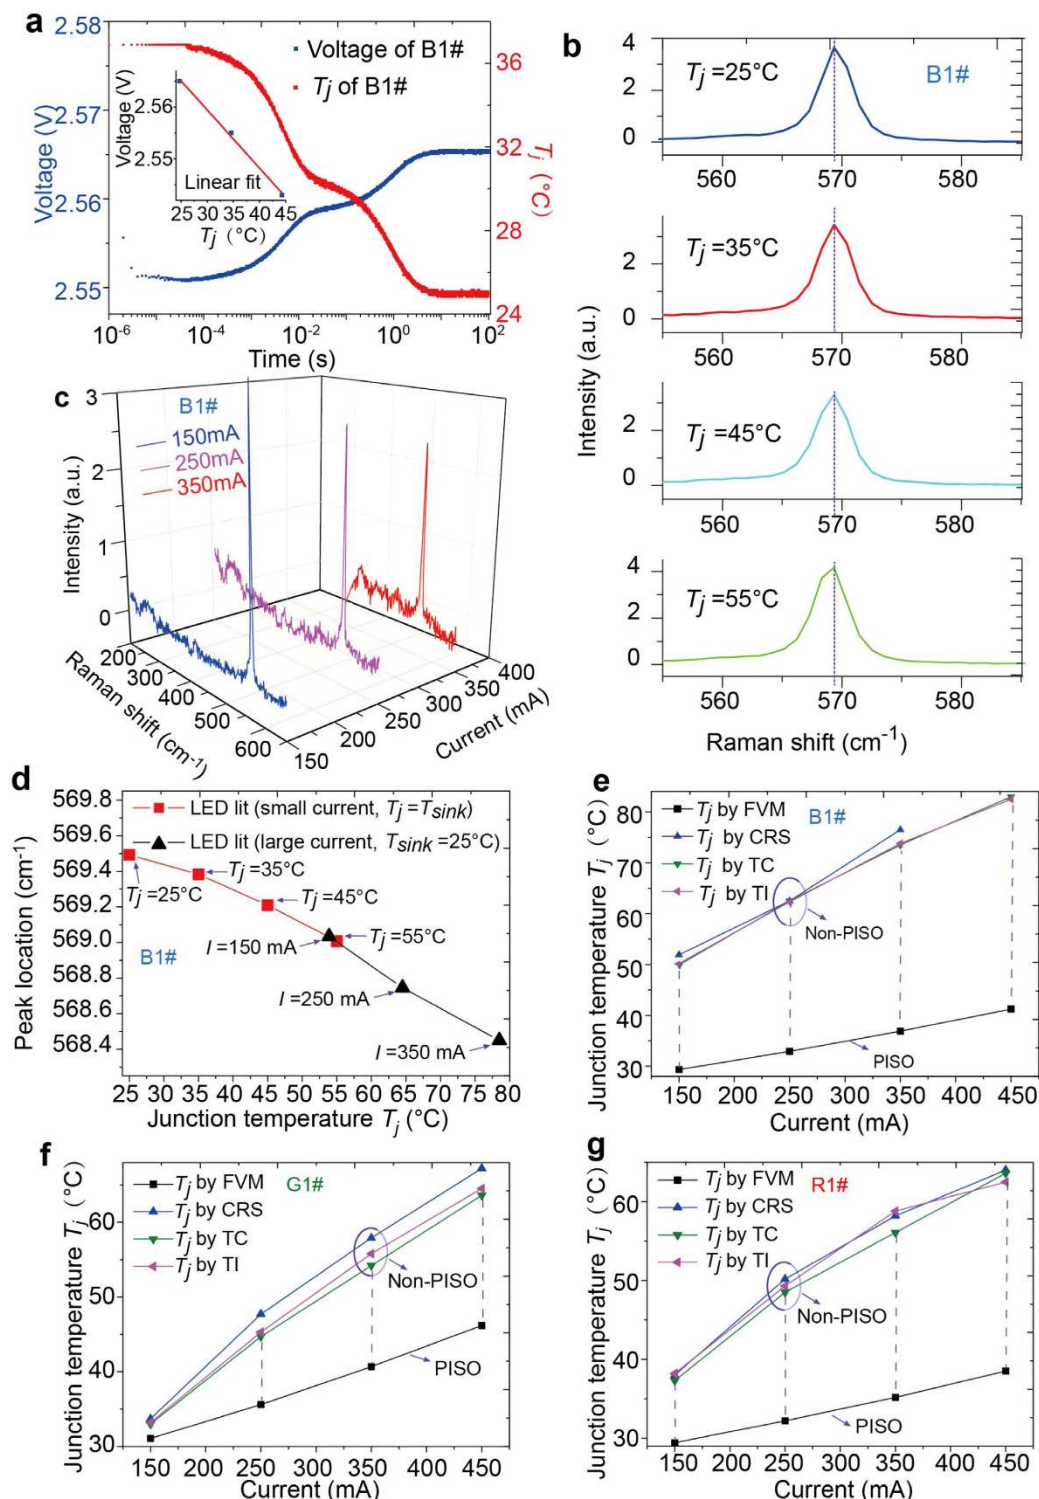 a
2.58
2.57
2.56
2.55
Voltage (V)
Voltage of B1#
Tj of B1#
36
32
28
24
Tj (°C)
Voltage (V)
2.56
2.55
Linear fit
25 30 35 40 45
Tj (°C)
10-6 10-4 10-2 100 102
Time (s)
b
Tj =25°C
B1#
4
2
0
560 570 580
Tj =35°C
2
0
560 570 580
Tj =45°C
2
0
560 570 580
Tj =55°C
4
2
0
560 570 580
Intensity (a.u.)
Raman shift (cm-1)
c
3
2
1
0
Intensity (a.u.)
B1#
150mA
250mA
350mA
200
300
400
500
600
Raman shift (cm-1)
150
200
250
300
350
400
Current (mA)
d
569.8
569.6
569.4
569.2
569.0
568.8
568.6
568.4
Peak location (cm-1)
LED lit (small current, Tj =Tsink)
LED lit (large current, Tsink =25°C)
Tj =25°C
Tj =35°C
Tj =45°C
Tj =55°C
B1#
I =150 mA
I =250 mA
I =350 mA
25 30 35 40 45 50 55 60 65 70 75 80
Junction temperature Tj (°C)
e
80
70
60
50
40
30
Junction temperature Tj (°C)
Tj by FVM
Tj by CRS
Tj by TC
Tj by TI
B1#
Non-PISO
PISO
150 200 250 300 350 400 450
Current (mA)
f
60
50
40
30
Junction temperature Tj (°C)
Tj by FVM
Tj by CRS
Tj by TC
Tj by TI
G1#
Non-PISO
PISO
150 200 250 300 350 400 450
Current (mA)
g
60
50
40
30
Junction temperature Tj (°C)
Tj by FVM
Tj by CRS
Tj by TC
Tj by TI
R1#
Non-PISO
PISO
150 200 250 300 350 400 450
Current (mA)